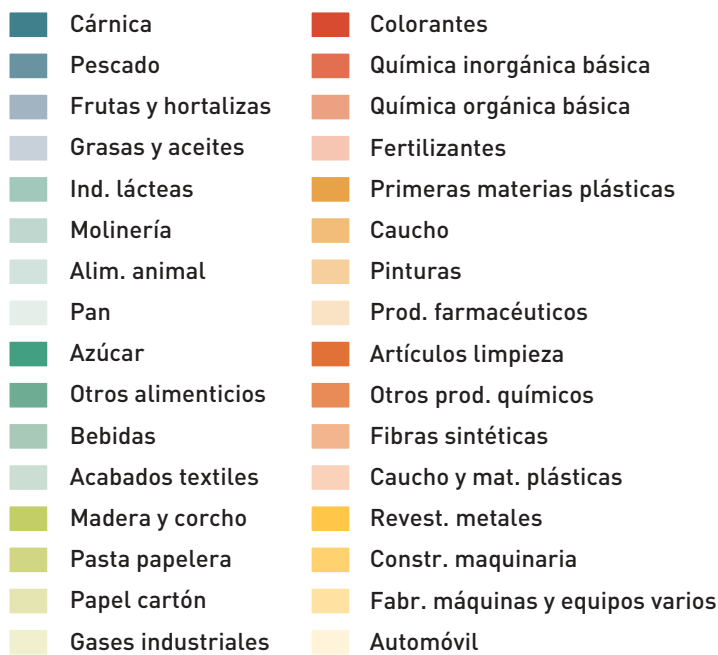 Cárnica
Pescado
Frutas y hortalizas
Grasas y aceites
Ind. lácteas
Molinería
Alim. animal
Pan
Azúcar
Otros alimenticios
Bebidas
Acabados textiles
Madera y corcho
Pasta papelera
Papel cartón
Gases industriales
Colorantes
Química inorgánica básica
Química orgánica básica
Fertilizantes
Primeras materias plásticas
Caucho
Pinturas
Prod. farmacéuticos
Artículos limpieza
Otros prod. químicos
Fibras sintéticas
Caucho y mat. plásticas
Revest. metales
Constr. maquinaria
Fabr. máquinas y equipos varios
Automóvil